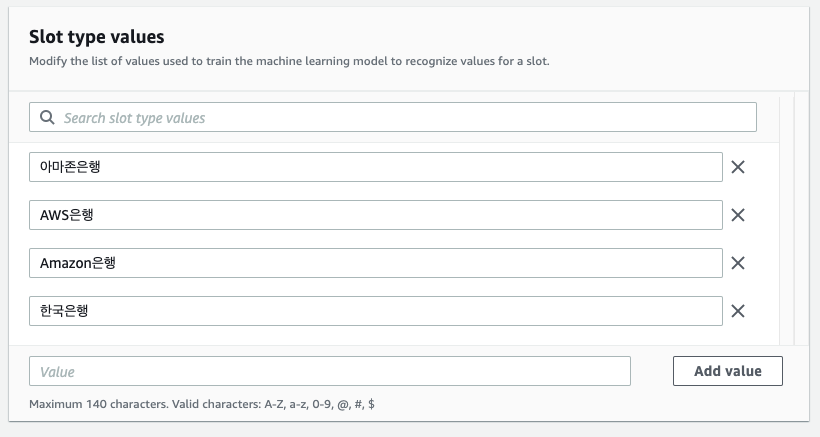 Slot type values
Modify the list of values used to train the machine learning model to recognize values for a slot.
Search slot type values
아마존은행
AWS은행
Amazon은행
한국은행
Value
Add value
Maximum 140 characters. Valid characters: A-Z, a-z, 0-9, @, #, $